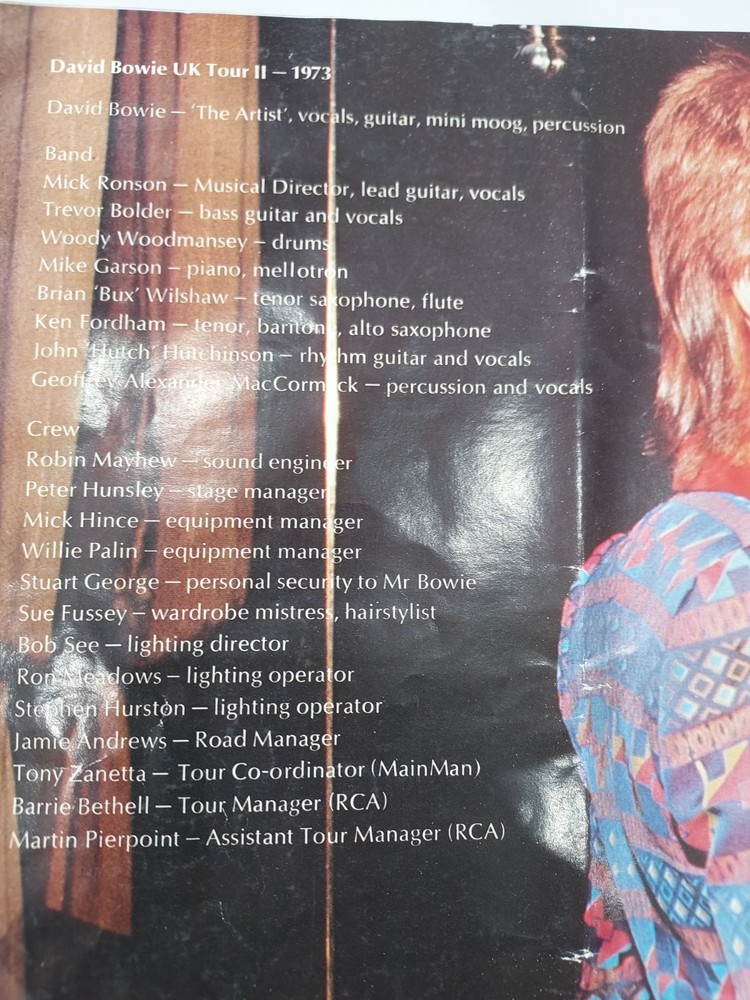 David Bowie UK Tour II – 1973
David Bowie – 'The Artist', vocals, guitar, mini moog, percussion
Band
Mick Ronson – Musical Director, lead guitar, vocals
Trevor Bolder – bass guitar and vocals
Woody Woodmansey – drums
Mike Garson – piano, mellotron
Brian 'Bux' Wilshaw – tenor saxophone, flute
Ken Fordham – tenor, baritone, alto saxophone
John 'Hutch' Hutchinson – rhythm guitar and vocals
Geoffrey Alexander MacCormack – percussion and vocals
Crew
Robin Mayhew – sound engineer
Peter Hunsley – stage manager
Mick Hince – equipment manager
Willie Palin – equipment manager
Stuart George – personal security to Mr Bowie
Sue Fussey – wardrobe mistress, hairstylist
Bob See – lighting director
Ron Meadows – lighting operator
Stephen Hurston – lighting operator
Jamie Andrews – Road Manager
Tony Zanetta – Tour Co-ordinator (MainMan)
Barrie Bethell – Tour Manager (RCA)
Martin Pierpoint – Assistant Tour Manager (RCA)